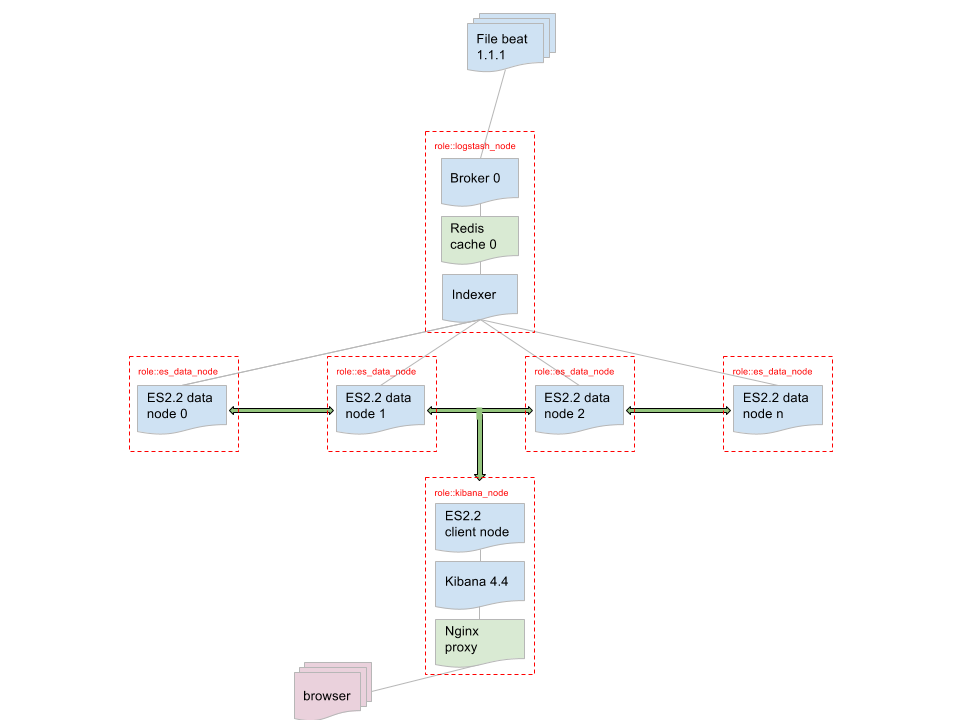 File beat
1.1.1
role::logstash_node
Broker 0
Redis
cache 0
Indexer
role::es_data_node
ES2.2 data
node 0
role::es_data_node
ES2.2 data
node 1
role::es_data_node
ES2.2 data
node 2
role::es_data_node
ES2.2 data
node n
role::kibana_node
ES2.2
client node
Kibana 4.4
Nginx
proxy
browser